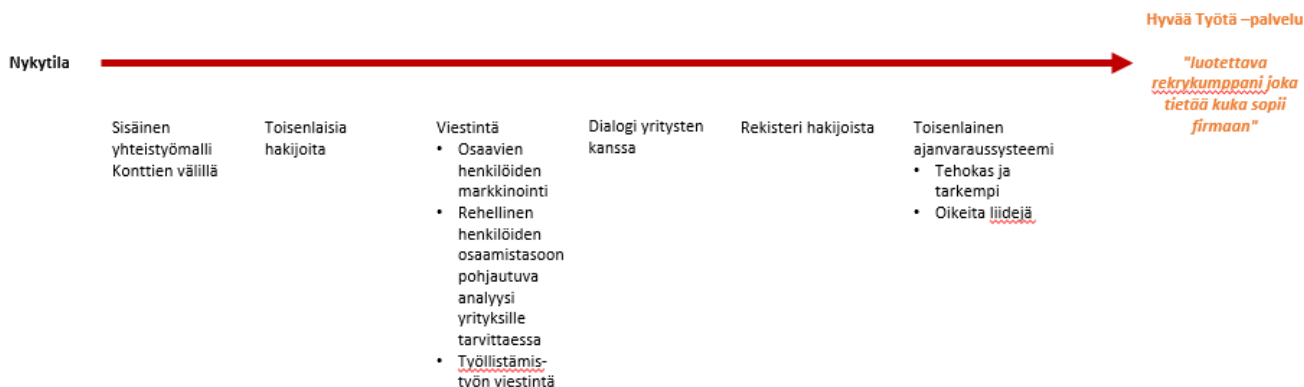 Hyvää Työtä –palvelu
Nykytila
"luotettava
rekrykumppani joka
tietää kuka sopii
firmaan"
Sisäinen
yhteistyömalli
Konttien välillä
Toisenlaisia
hakijoita
Viestintä
• Osaavien
henkilöiden
markkinointi
• Rehellinen
henkilöiden
osaamistasoon
pohjautuva
analyysi
yrityksille
tarvittaessa
• Työllistämis-
työn viestintä
Dialogi yritysten
kanssa
Rekisteri hakijoista
Toisenlainen
ajanvaraussysteemi
• Tehokas ja
tarkempi
• Oikeita liidejä